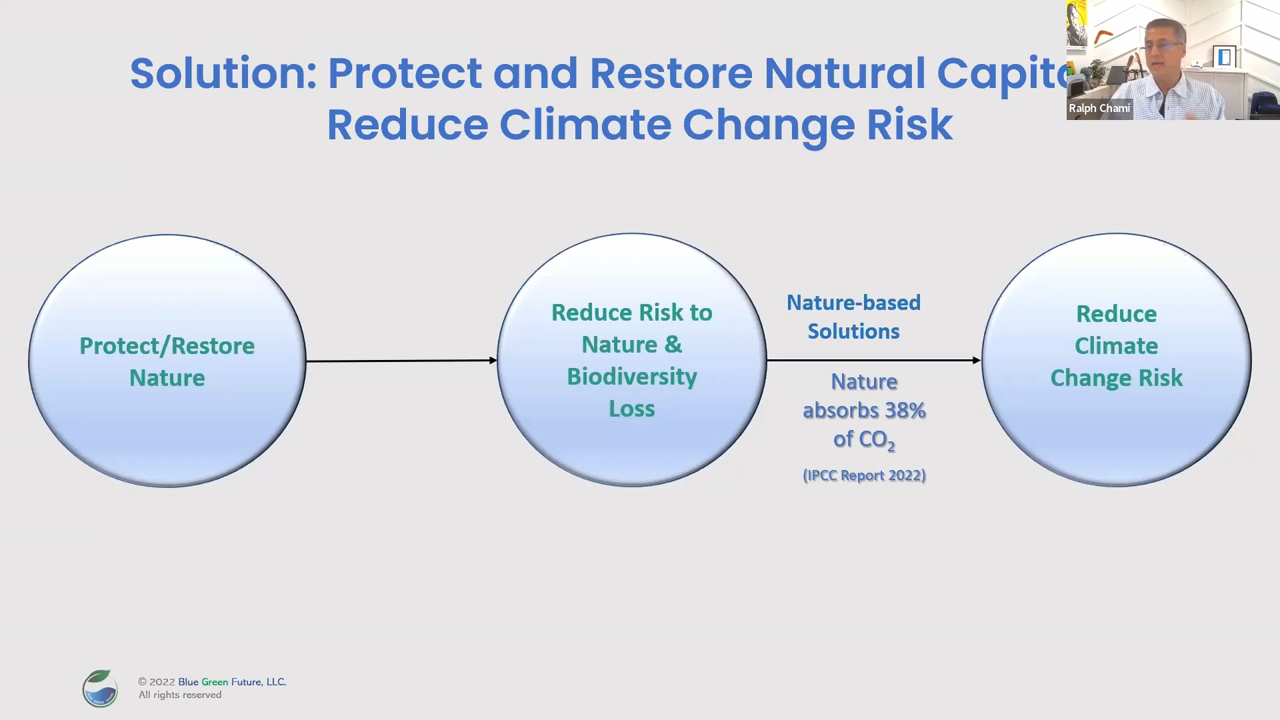 Solution: Protect and Restore Natural
Reduce Climate Change Risk
Ralph Chami
Protect/Restore
Nature
Reduce Risk to
Nature &
Biodiversity
Loss
Nature-based
Solutions
Nature
absorbs 38%
of CO₂
(IPCC Report 2022)
Reduce
Climate
Change Risk
© 2022 Blue Green Future, LLC.
All rights reserved